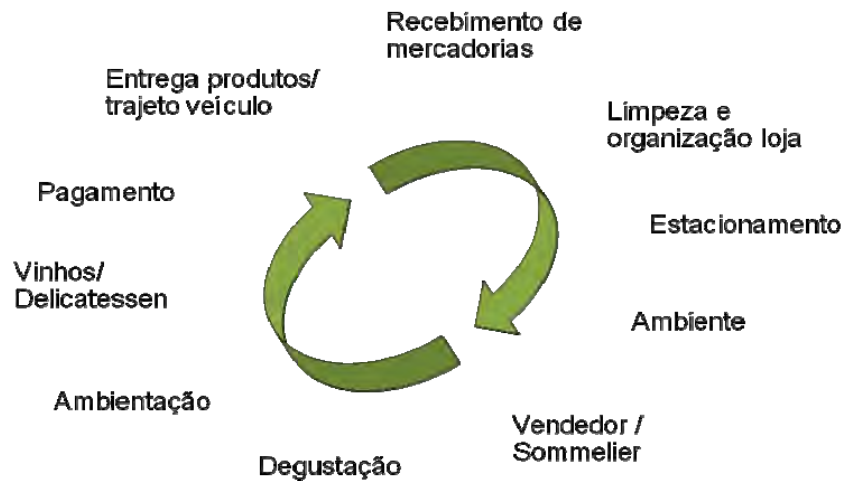 Recebimento de
mercadorias
Limpeza e
organização loja
Estacionamento
Ambiente
Vendedor /
Sommelier
Degustação
Ambientação
Vinhos/
Delicatessen
Pagamento
Entrega produtos/
trajeto veículo